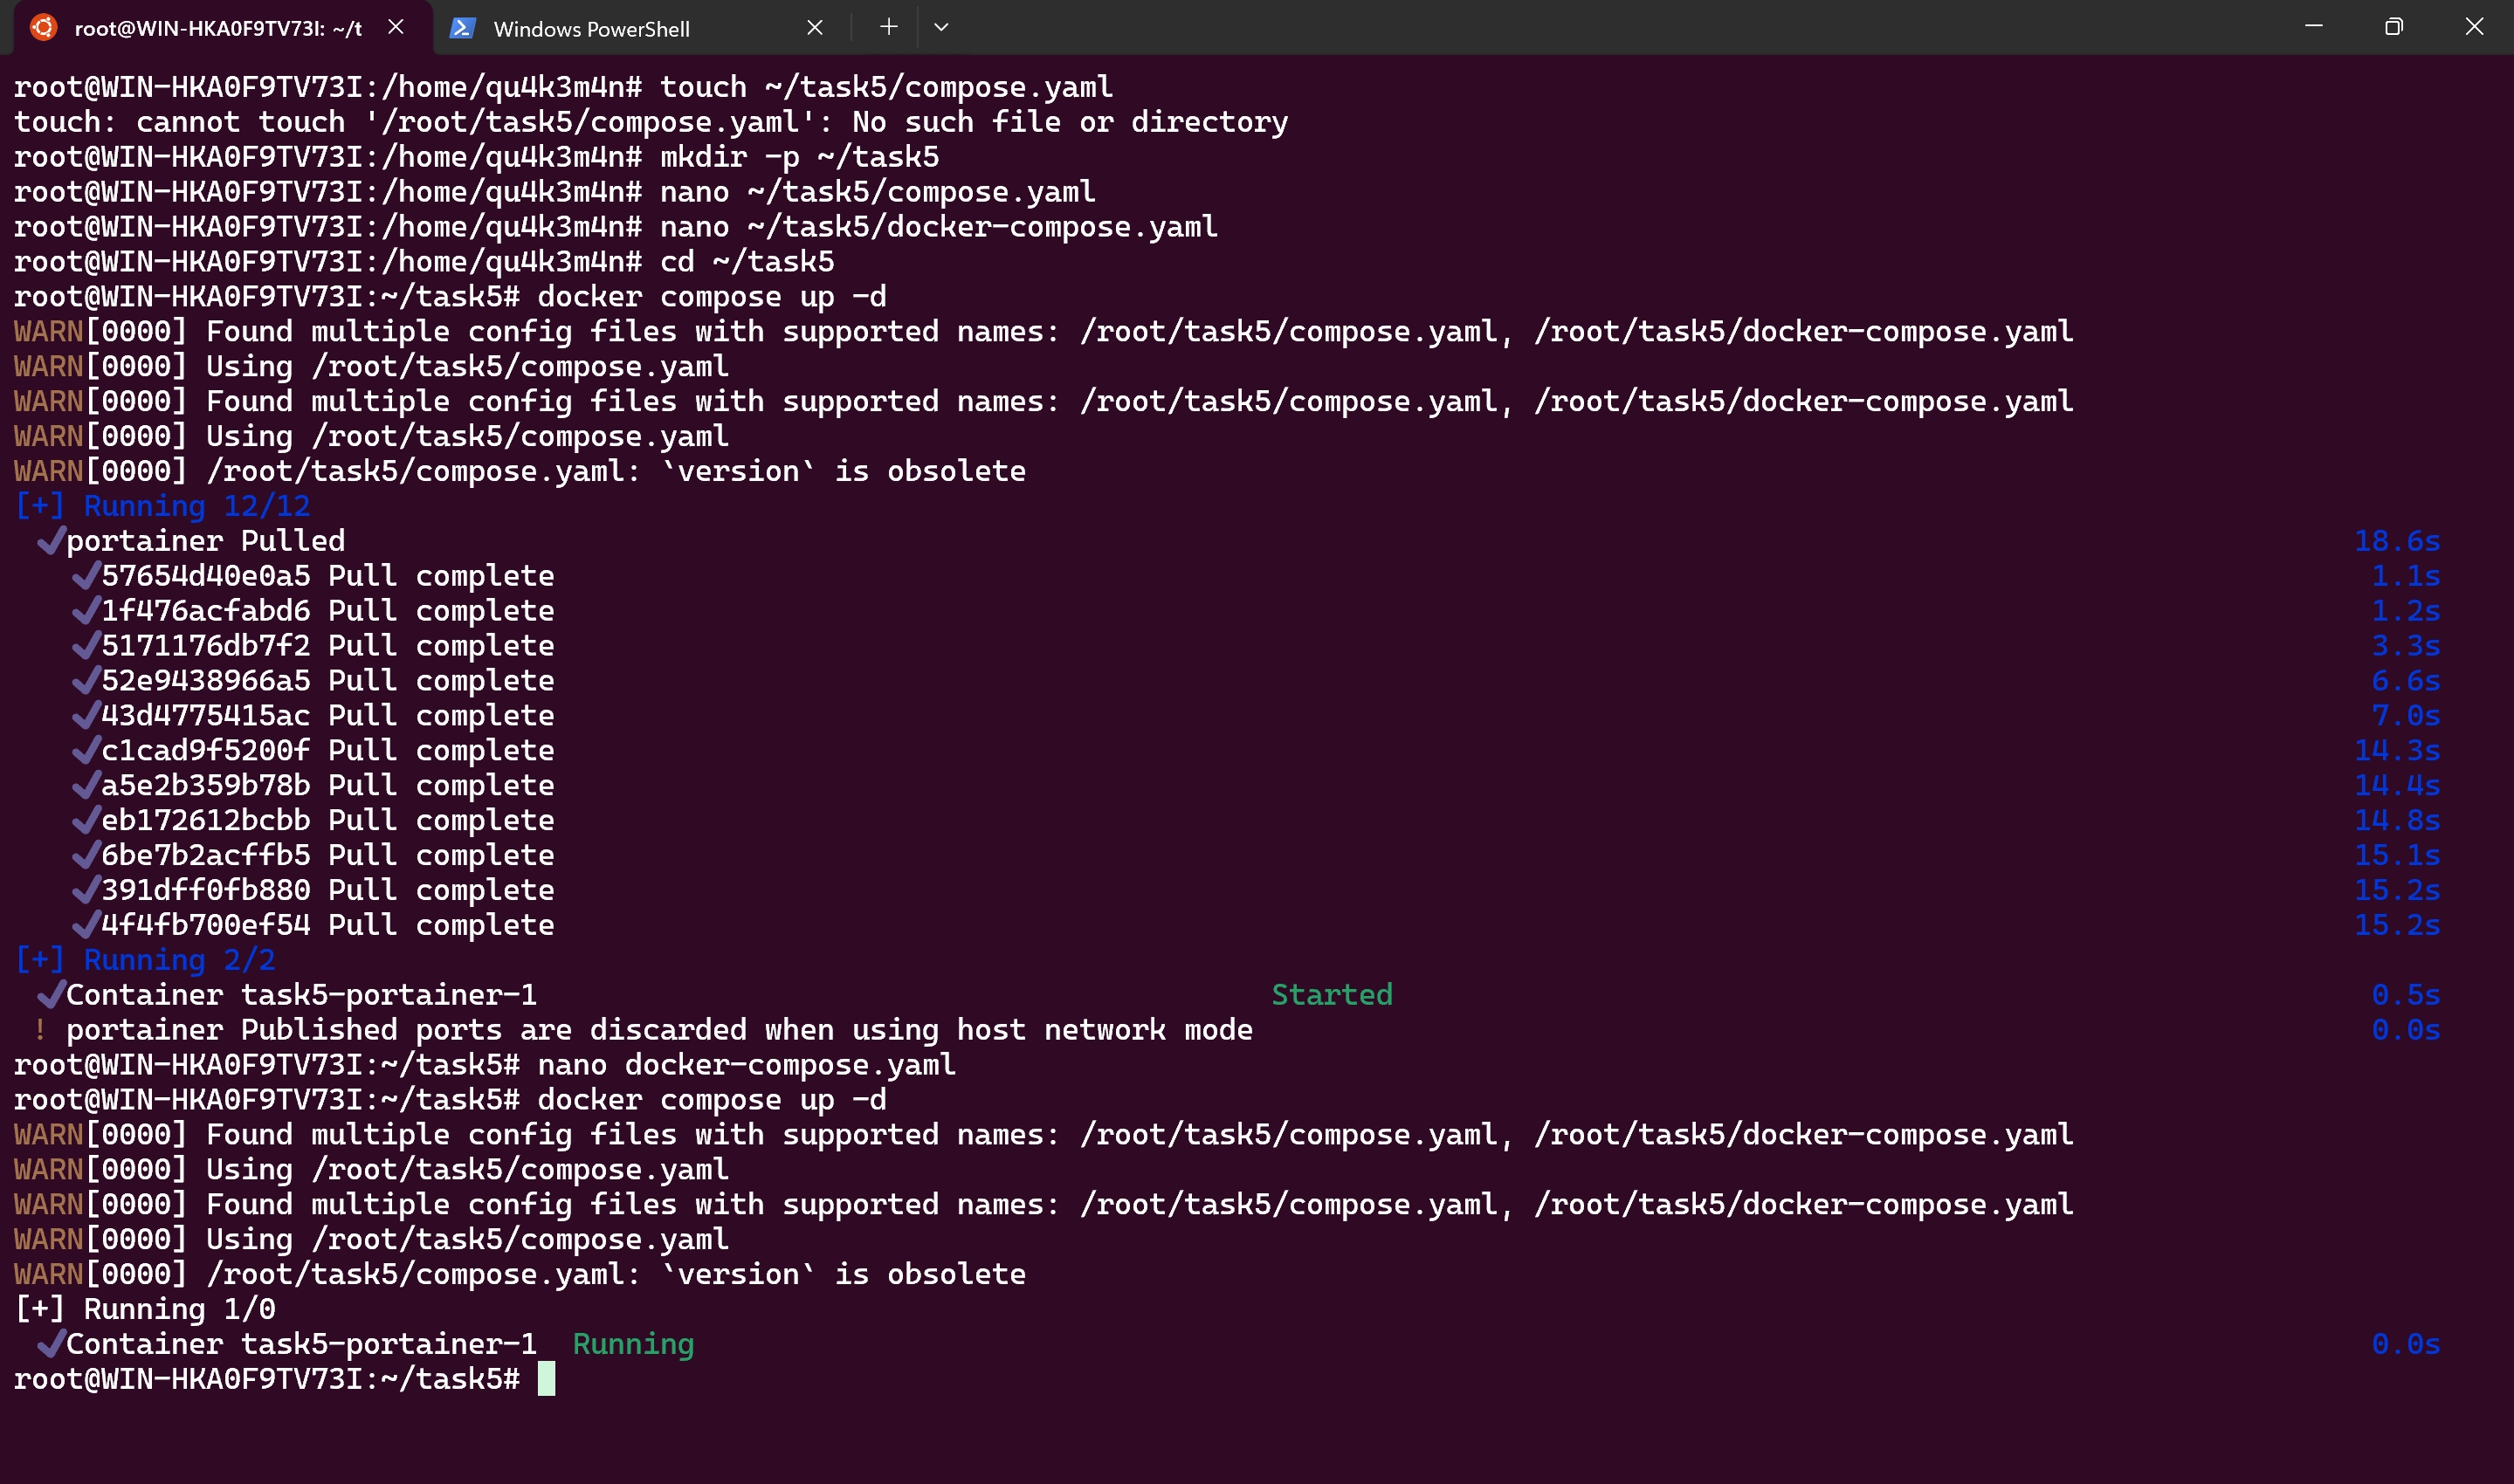 root@WIN-HKA0F9TV73I: ~/t
Windows PowerShell
root@WIN-HKA0F9TV73I:/home/qu4k3m4n# touch ~/task5/compose.yaml
touch: cannot touch '/root/task5/compose.yaml': No such file or directory
root@WIN-HKA0F9TV73I:/home/qu4k3m4n# mkdir -p ~/task5
root@WIN-HKA0F9TV73I:/home/qu4k3m4n# nano ~/task5/compose.yaml
root@WIN-HKA0F9TV73I:/home/qu4k3m4n# nano ~/task5/docker-compose.yaml
root@WIN-HKA0F9TV73I:/home/qu4k3m4n# cd ~/task5
root@WIN-HKA0F9TV73I:~/task5# docker compose up -d
WARN[0000] Found multiple config files with supported names: /root/task5/compose.yaml, /root/task5/docker-compose.yaml
WARN[0000] Using /root/task5/compose.yaml
WARN[0000] Found multiple config files with supported names: /root/task5/compose.yaml, /root/task5/docker-compose.yaml
WARN[0000] Using /root/task5/compose.yaml
WARN[0000] /root/task5/compose.yaml: `version` is obsolete
[+] Running 12/12
✔portainer Pulled 18.6s
✔57654d40e0a5 Pull complete 1.1s
✔1f476acfabd6 Pull complete 1.2s
✔5171176db7f2 Pull complete 3.3s
✔52e9438966a5 Pull complete 6.6s
✔43d4775415ac Pull complete 7.0s
✔c1cad9f5200f Pull complete 14.3s
✔a5e2b359b78b Pull complete 14.4s
✔eb172612bcbb Pull complete 14.8s
✔6be7b2acffb5 Pull complete 15.1s
✔391dff0fb880 Pull complete 15.2s
✔4f4fb700ef54 Pull complete 15.2s
[+] Running 2/2
✔Container task5-portainer-1 Started 0.5s
! portainer Published ports are discarded when using host network mode 0.0s
root@WIN-HKA0F9TV73I:~/task5# nano docker-compose.yaml
root@WIN-HKA0F9TV73I:~/task5# docker compose up -d
WARN[0000] Found multiple config files with supported names: /root/task5/compose.yaml, /root/task5/docker-compose.yaml
WARN[0000] Using /root/task5/compose.yaml
WARN[0000] Found multiple config files with supported names: /root/task5/compose.yaml, /root/task5/docker-compose.yaml
WARN[0000] Using /root/task5/compose.yaml
WARN[0000] /root/task5/compose.yaml: `version` is obsolete
[+] Running 1/0
✔Container task5-portainer-1 Running 0.0s
root@WIN-HKA0F9TV73I:~/task5#